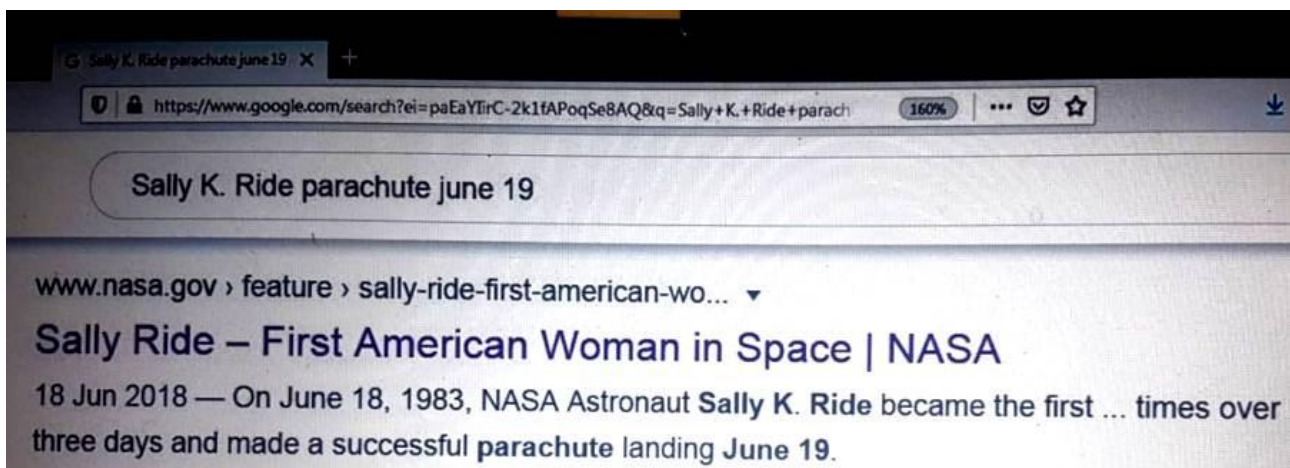 G Sally K. Ride parachute june 19 X +
https://www.google.com/search?ei=paEaYTirC-2k1fAPoqSe8AQ&q=Sally+K.+Ride+parach 160%
Sally K. Ride parachute june 19
www.nasa.gov › feature › sally-ride-first-american-wo...
Sally Ride – First American Woman in Space | NASA
18 Jun 2018 — On June 18, 1983, NASA Astronaut Sally K. Ride became the first ... times over
three days and made a successful parachute landing June 19.